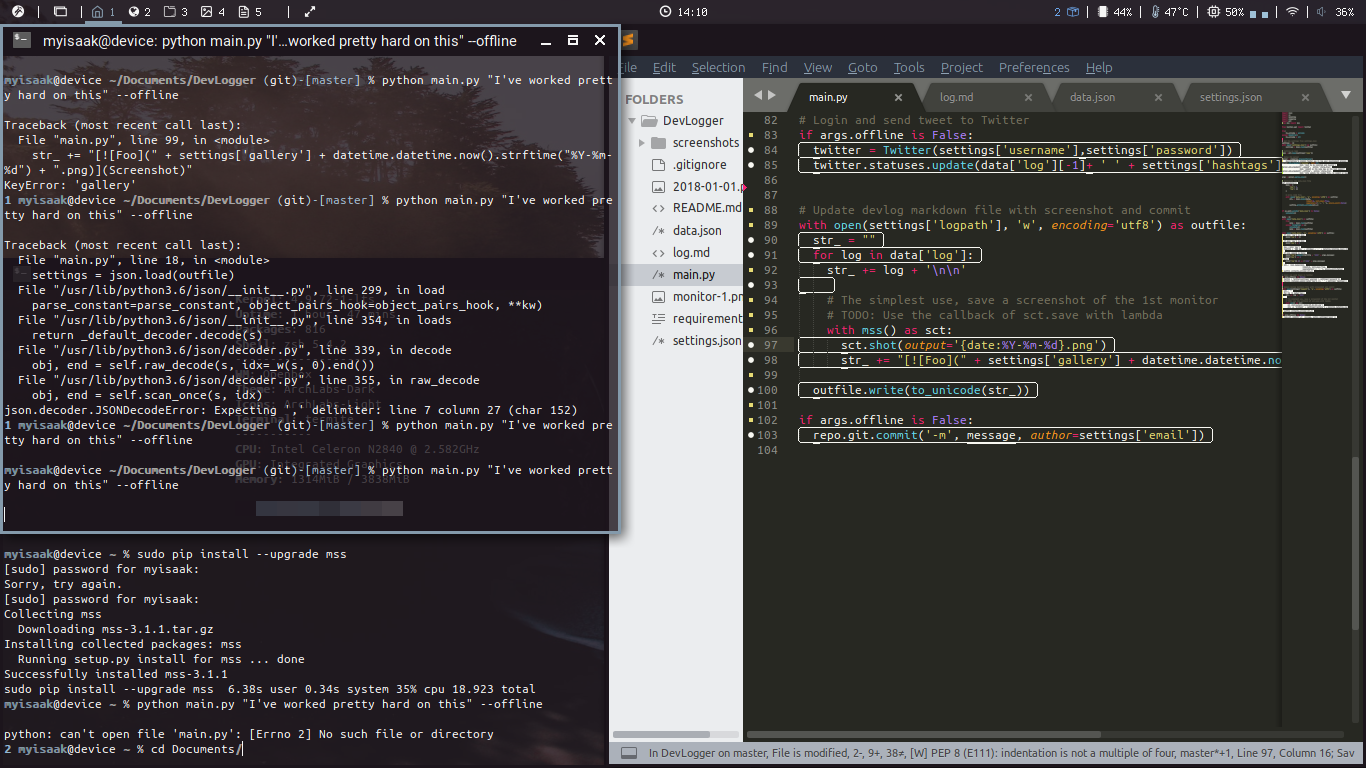 1 2 3 4 5 14:10 2 44% 47°C 50% 36%
myisaak@device: python main.py "I'…worked pretty hard on this" --offline
myisaak@device ~/Documents/DevLogger (git)-[master] % python main.py "I've worked prett
y hard on this" --offline
Traceback (most recent call last):
File "main.py", line 99, in <module>
str_ += "[![Foo](" + settings['gallery'] + datetime.datetime.now().strftime("%Y-%m-
%d") + ".png)](Screenshot)"
KeyError: 'gallery'
1 myisaak@device ~/Documents/DevLogger (git)-[master] % python main.py "I've worked pre
tty hard on this" --offline
Traceback (most recent call last):
File "main.py", line 18, in <module>
settings = json.load(outfile)
File "/usr/lib/python3.6/json/__init__.py", line 299, in load
parse_constant=parse_constant, object_pairs_hook=object_pairs_hook, **kw)
File "/usr/lib/python3.6/json/__init__.py", line 354, in loads
return _default_decoder.decode(s)
File "/usr/lib/python3.6/json/decoder.py", line 339, in decode
obj, end = self.raw_decode(s, idx=_w(s, 0).end())
File "/usr/lib/python3.6/json/decoder.py", line 355, in raw_decode
obj, end = self.scan_once(s, idx)
json.decoder.JSONDecodeError: Expecting ',' delimiter: line 7 column 27 (char 152)
1 myisaak@device ~/Documents/DevLogger (git)-[master] % python main.py "I've worked pre
tty hard on this" --offline
myisaak@device ~/Documents/DevLogger (git)-[master] % python main.py "I've worked prett
y hard on this" --offline
CPU: Intel Celeron N2840 @ 2.582GHz
GPU: Integrated Graphics
Memory: 1314MiB / 3838MiB
myisaak@device ~ % sudo pip install --upgrade mss
[sudo] password for myisaak:
Sorry, try again.
[sudo] password for myisaak:
Collecting mss
Downloading mss-3.1.1.tar.gz
Installing collected packages: mss
Running setup.py install for mss ... done
Successfully installed mss-3.1.1
sudo pip install --upgrade mss  6.38s user 0.34s system 35% cpu 18.923 total
myisaak@device ~ % python main.py "I've worked pretty hard on this" --offline
python: can't open file 'main.py': [Errno 2] No such file or directory
2 myisaak@device ~ % cd Documents/
File Edit Selection Find View Goto Tools Project Preferences Help
FOLDERS
DevLogger
screenshots
.gitignore
2018-01-01.p
README.md
data.json
log.md
main.py
monitor-1.pn
requirement
settings.json
main.py log.md data.json settings.json
82 # Login and send tweet to Twitter
83 if args.offline is False:
84 twitter = Twitter(settings['username'],settings['password'])
85 twitter.statuses.update(data['log'][-1]+ ' ' + settings['hashtags']
86
87
88 # Update devlog markdown file with screenshot and commit
89 with open(settings['logpath'], 'w', encoding='utf8') as outfile:
90 str_ = ""
91 for log in data['log']:
92 str_ += log + '\n\n'
93
94 # The simplest use, save a screenshot of the 1st monitor
95 # TODO: Use the callback of sct.save with lambda
96 with mss() as sct:
97 sct.shot(output='{date:%Y-%m-%d}.png')
98 str_ += "[![Foo](" + settings['gallery'] + datetime.datetime.no
99
100 outfile.write(to_unicode(str_))
101
102 if args.offline is False:
103 repo.git.commit('-m', message, author=settings['email'])
104
In DevLogger on master, File is modified, 2-, 9+, 38≠, [W] PEP 8 (E111): indentation is not a multiple of four, master*+1, Line 97, Column 16; Sav